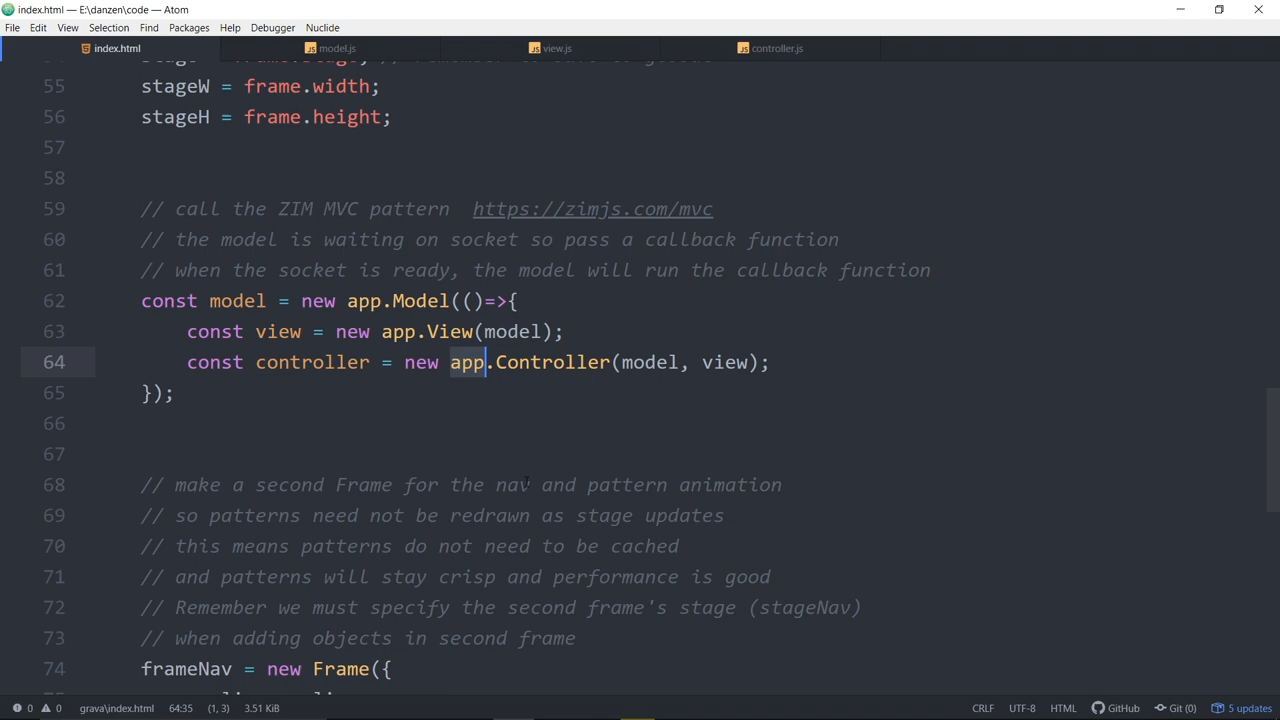 index.html — E:\danzen\code — Atom
File Edit View Selection Find Packages Help Debugger Nuclide
index.html model.js view.js controller.js
55 stageW = frame.width;
56 stageH = frame.height;
57
58
59 // call the ZIM MVC pattern  https://zimjs.com/mvc
60 // the model is waiting on socket so pass a callback function
61 // when the socket is ready, the model will run the callback function
62 const model = new app.Model(()=>{
63 const view = new app.View(model);
64 const controller = new app.Controller(model, view);
65 });
66
67
68 // make a second Frame for the nav and pattern animation
69 // so patterns need not be redrawn as stage updates
70 // this means patterns do not need to be cached
71 // and patterns will stay crisp and performance is good
72 // Remember we must specify the second frame's stage (stageNav)
73 // when adding objects in second frame
74 frameNav = new Frame({
0 0 grava\index.html 64:35 (1, 3) 3.51 KiB CRLF UTF-8 HTML GitHub Git (0) 5 updates